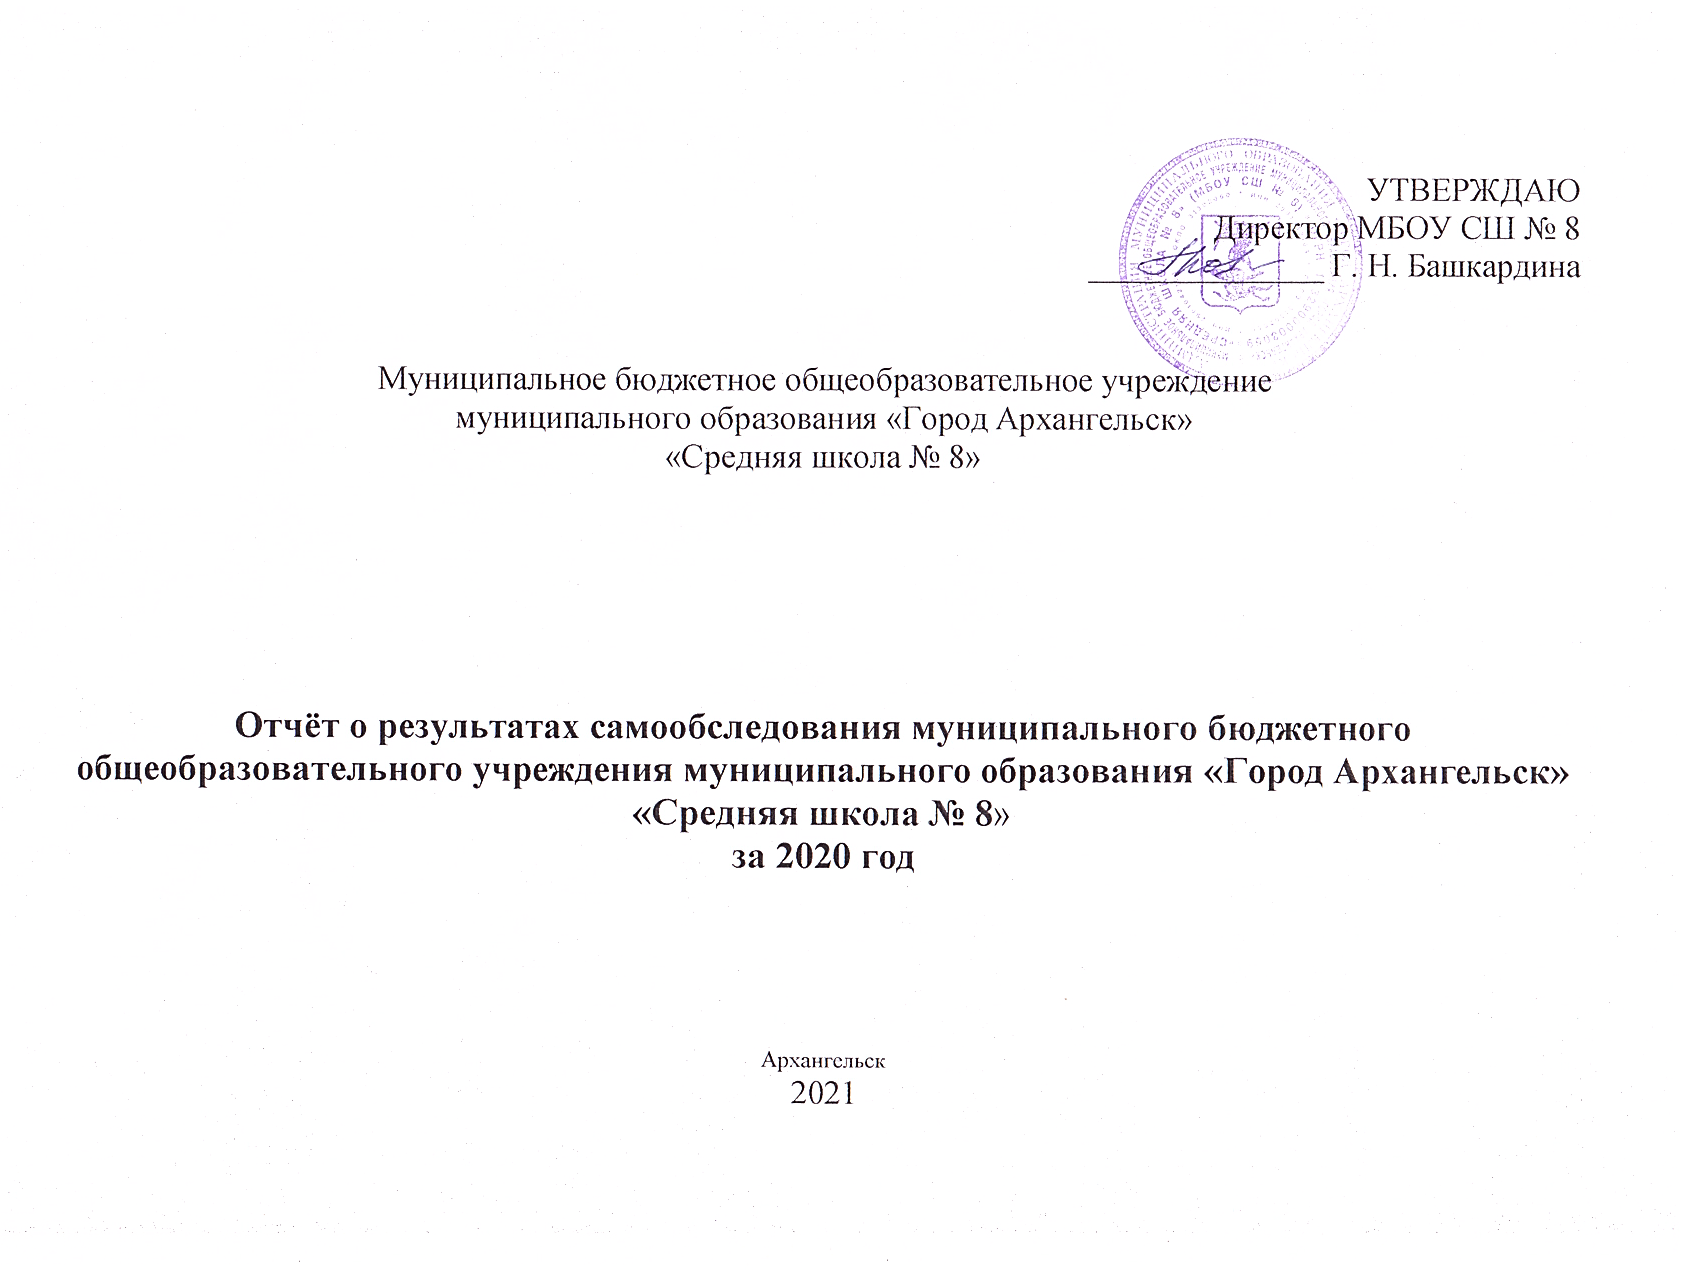 УТВЕРЖДАЮ
Директор МБОУ СШ № 8
Г. Н. Башкардина
Муниципальное бюджетное общеобразовательное учреждение
муниципального образования «Город Архангельск»
«Средняя школа № 8»
Отчёт о результатах самообследования муниципального бюджетного
общеобразовательного учреждения муниципального образования «Город Архангельск»
«Средняя школа № 8»
за 2020 год
Архангельск
2021